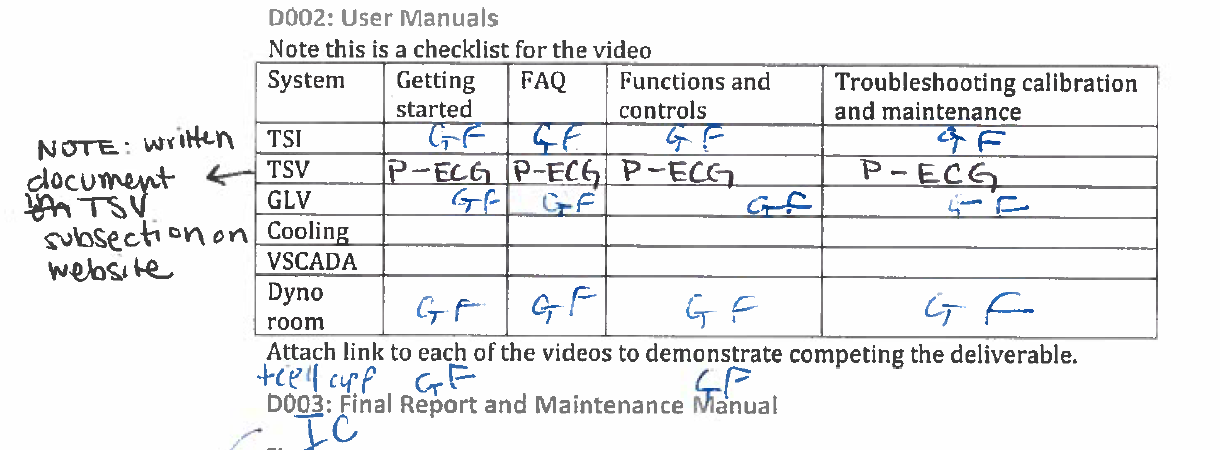 D002: User Manuals
Note this is a checklist for the video
System Getting started FAQ Functions and controls Troubleshooting calibration and maintenance
TSI GF GF GF GF
TSV P-ECG P-ECG P-ECG P-ECG
GLV GF GF GF GF
Cooling
VSCADA
Dyno room GF GF GF GF
NOTE: written
document
TSV
subsection on
website
Attach link to each of the videos to demonstrate competing the deliverable.
GF GF
D003: Final Report and Maintenance Manual
IC